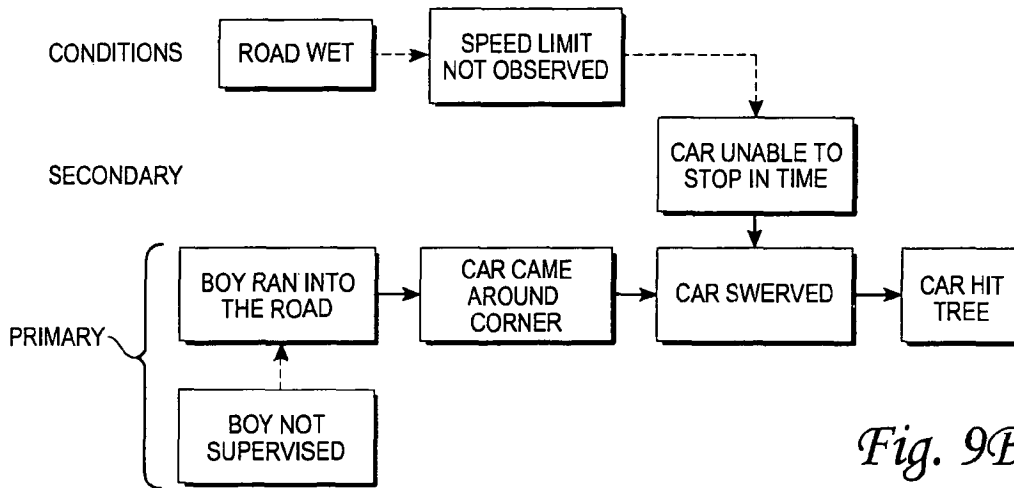 CONDITIONS
ROAD WET
SPEED LIMIT
NOT OBSERVED
SECONDARY
CAR UNABLE TO
STOP IN TIME
PRIMARY
BOY RAN INTO
THE ROAD
CAR CAME
AROUND
CORNER
CAR SWERVED
CAR HIT
TREE
BOY NOT
SUPERVISED
Fig. 9B